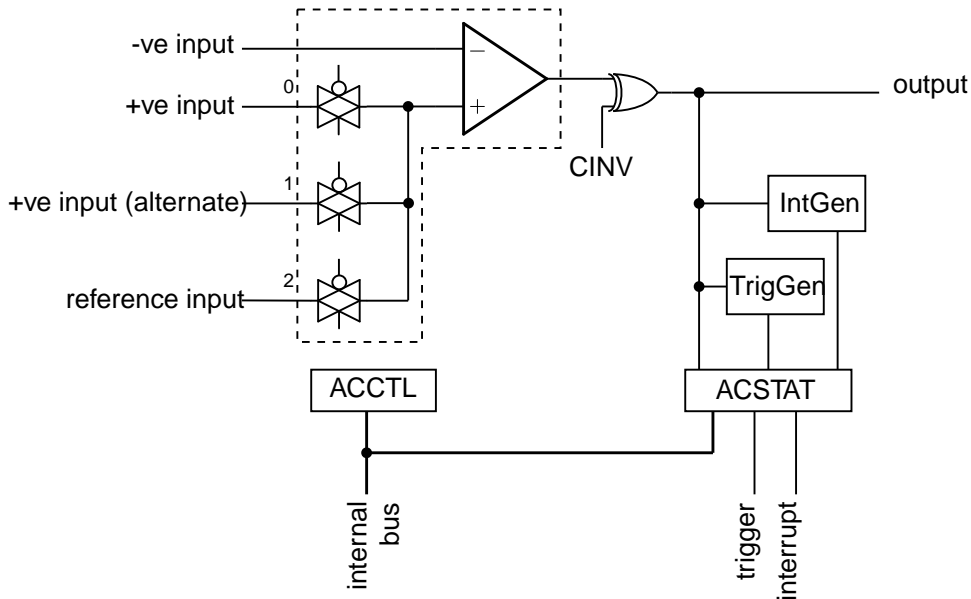 -ve input
−
output
0
+ve input
+
CINV
1
+ve input (alternate)
IntGen
2
reference input
TrigGen
ACCTL
ACSTAT
internal
bus
trigger
interrupt